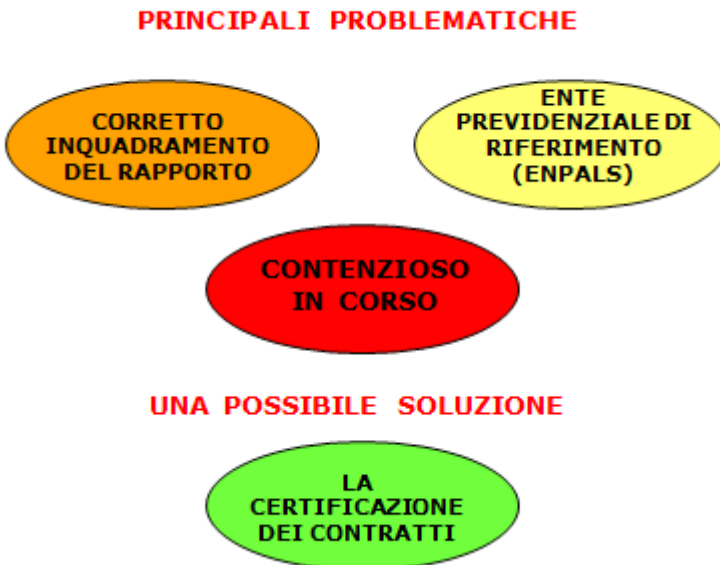 PRINCIPALI PROBLEMATICHE
CORRETTO
INQUADRAMENTO
DEL RAPPORTO
ENTE
PREVIDENZIALE DI
RIFERIMENTO
(ENPALS)
CONTENZIOSO
IN CORSO
UNA POSSIBILE SOLUZIONE
LA
CERTIFICAZIONE
DEI CONTRATTI